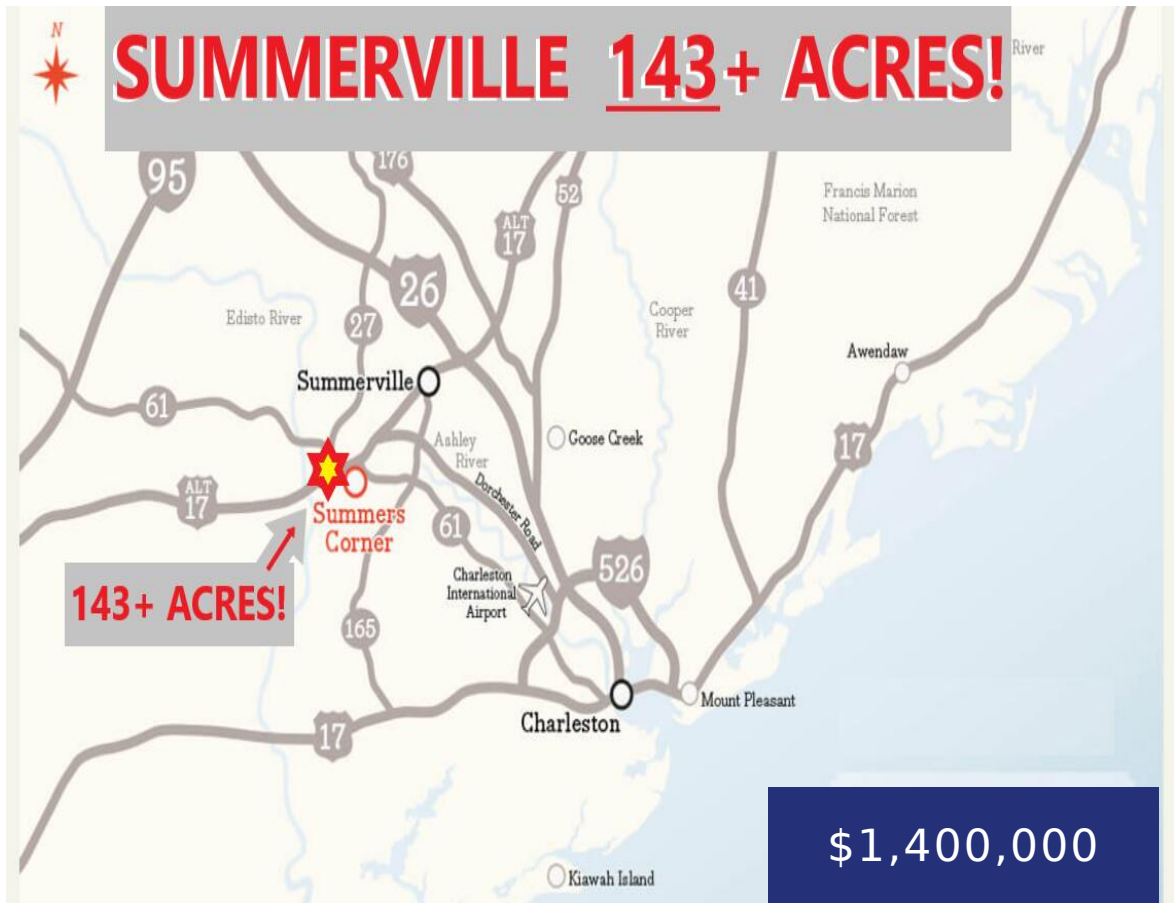 N
SUMMERVILLE 143+ ACRES!
River
95
176
52
Francis Marion
National Forest
ALT
17
26
41
Edisto River
27
Cooper
River
Awendaw
Summerville
61
Ashley
River
Goose Creek
17
ALT
17
Dorchester Road
Summers
Corner
61
526
143+ ACRES!
Charleston
International
Airport
165
Mount Pleasant
Charleston
17
$1,400,000
Kiawah Island